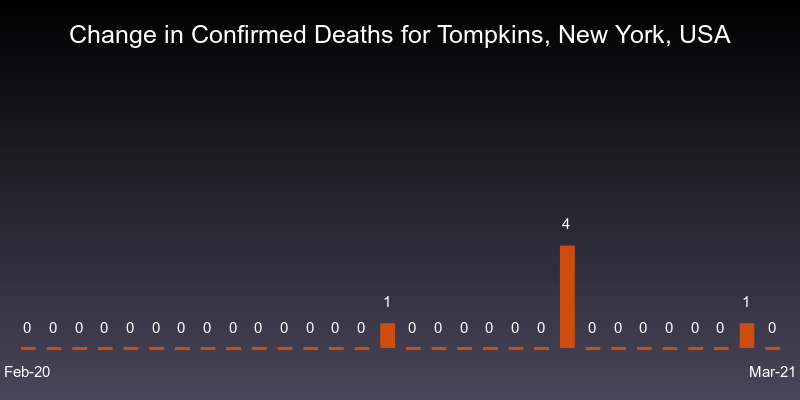 Change in Confirmed Deaths for Tompkins, New York, USA
4
1 1
0 0 0 0 0 0 0 0 0 0 0 0 0 0 0 0 0 0 0 0 0 0 0 0 0 0 0
Feb-20 Mar-21